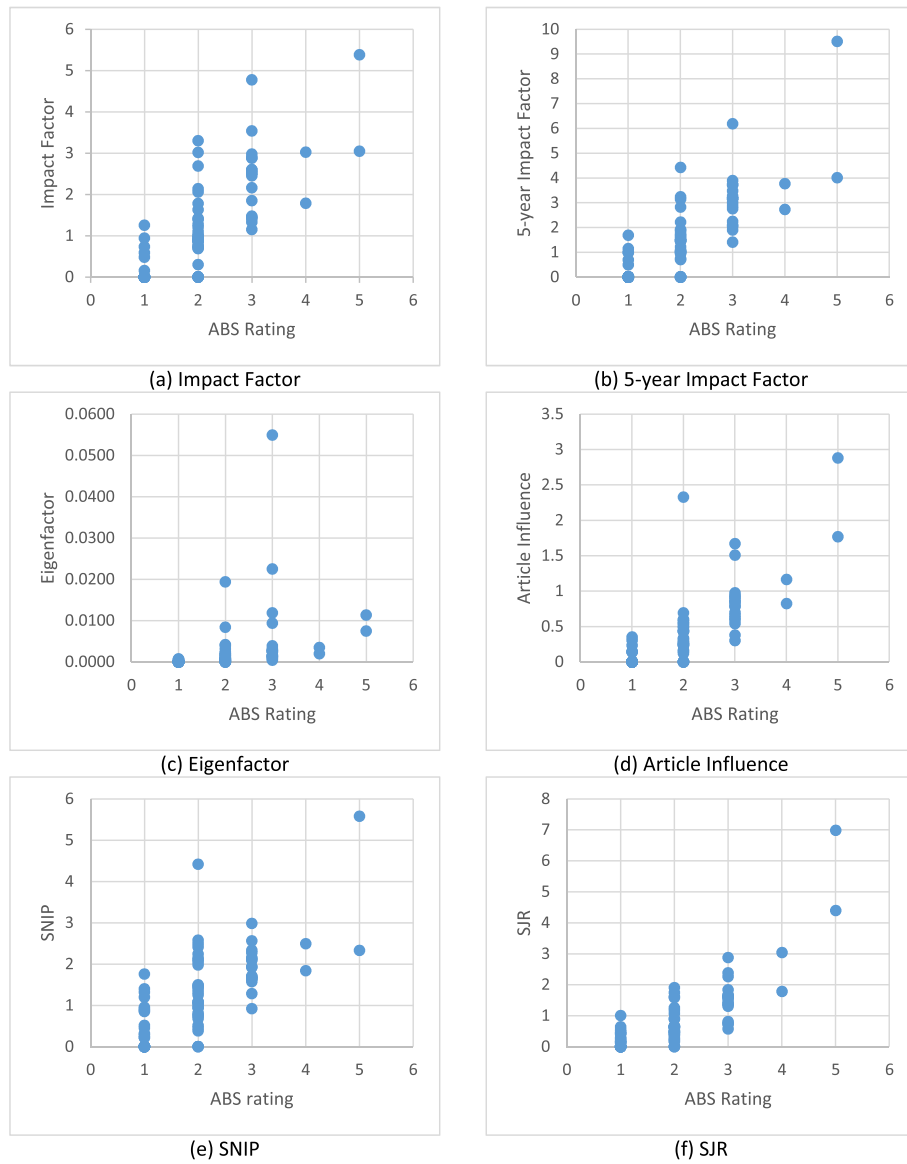 6
5
4
3
2
1
0
Impact Factor
0 1 2 3 4 5 6
ABS Rating
(a) Impact Factor
10
9
8
7
6
5
4
3
2
1
0
5-year Impact Factor
0 1 2 3 4 5 6
ABS Rating
(b) 5-year Impact Factor
0.0600
0.0500
0.0400
0.0300
0.0200
0.0100
0.0000
Eigenfactor
0 1 2 3 4 5 6
ABS Rating
(c) Eigenfactor
3.5
3
2.5
2
1.5
1
0.5
0
Article Influence
0 1 2 3 4 5 6
ABS Rating
(d) Article Influence
6
5
4
3
2
1
0
SNIP
0 1 2 3 4 5 6
ABS rating
(e) SNIP
8
7
6
5
4
3
2
1
0
SJR
0 1 2 3 4 5 6
ABS Rating
(f) SJR